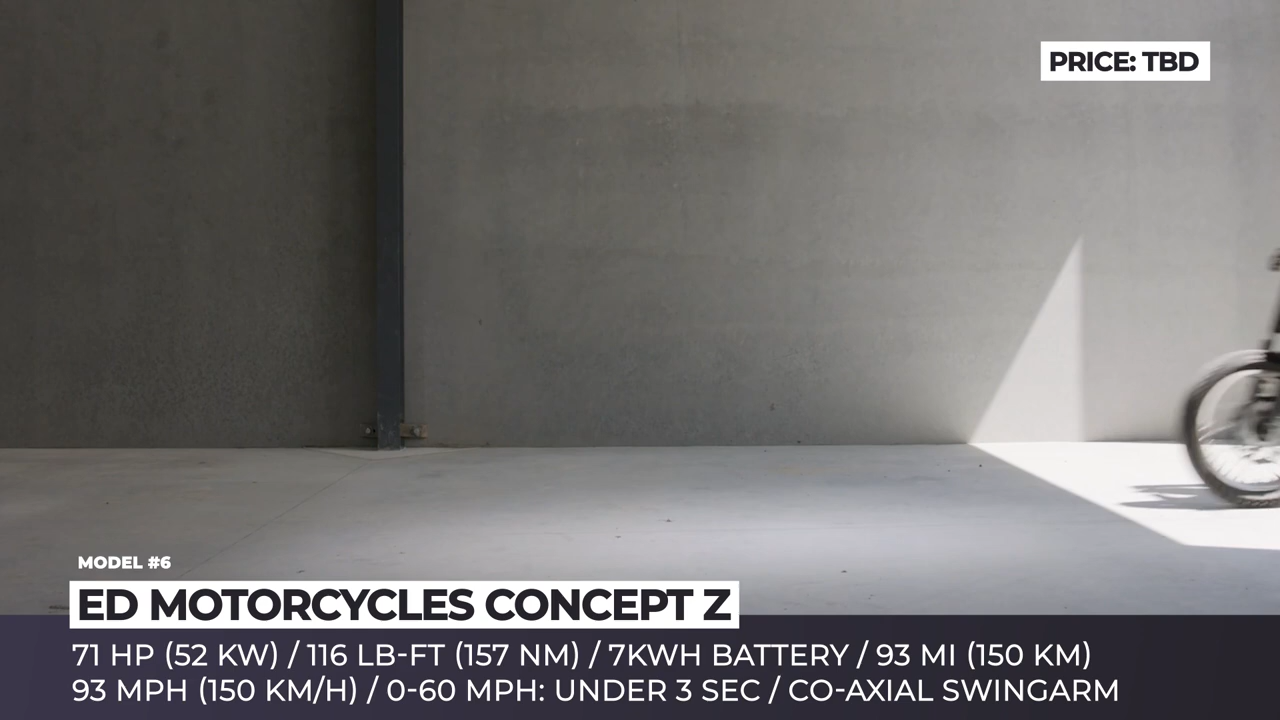 PRICE: TBD
MODEL #6
ED MOTORCYCLES CONCEPT Z
71 HP (52 KW) / 116 LB-FT (157 NM) / 7KWH BATTERY / 93 MI (150 KM)
93 MPH (150 KM/H) / 0-60 MPH: UNDER 3 SEC / CO-AXIAL SWINGARM